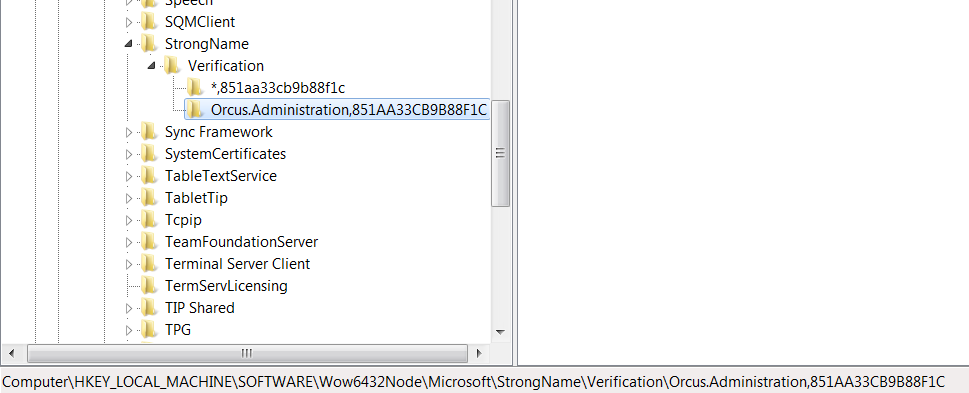 Speech
SQMClient
StrongName
Verification
*,851aa33cb9b88f1c
Orcus.Administration,851AA33CB9B88F1C
Sync Framework
SystemCertificates
TableTextService
TabletTip
Tcpip
TeamFoundationServer
Terminal Server Client
TermServLicensing
TIP Shared
TPG
Computer\HKEY_LOCAL_MACHINE\SOFTWARE\Wow6432Node\Microsoft\StrongName\Verification\Orcus.Administration,851AA33CB9B88F1C